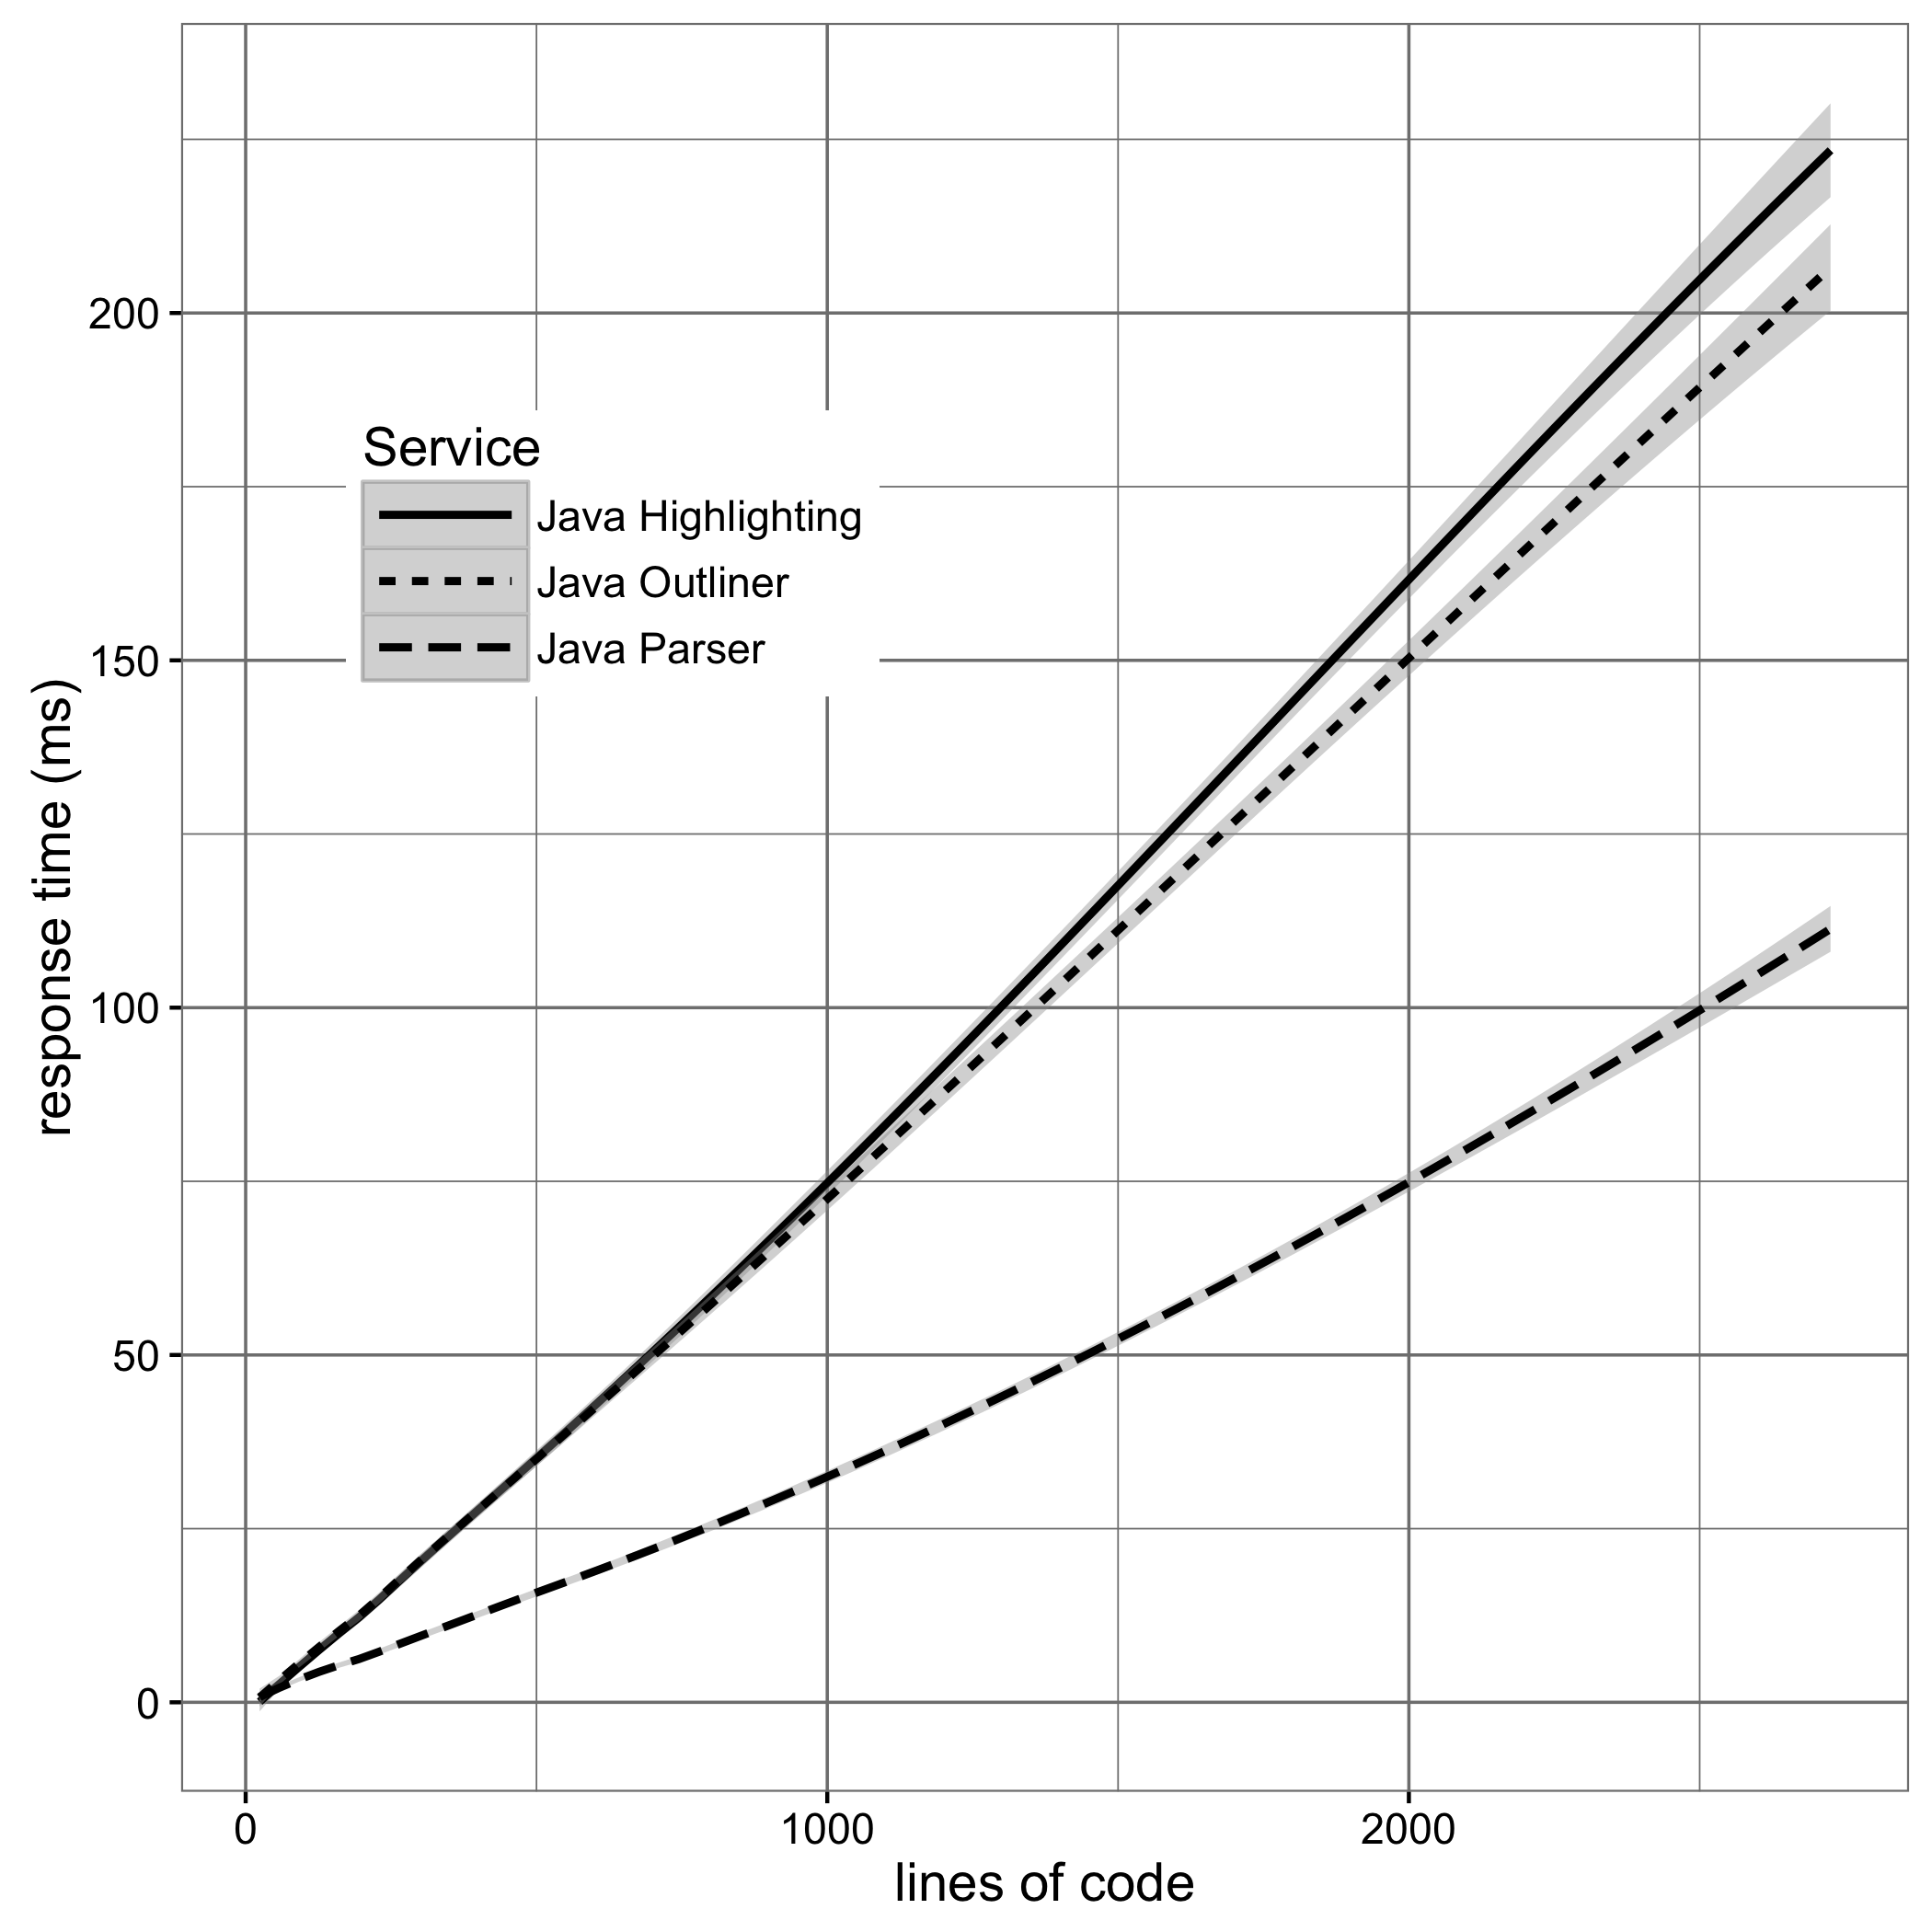 response time (ms)
200
150
100
50
0
Service
Java Highlighting
Java Outliner
Java Parser
0 1000 2000
lines of code